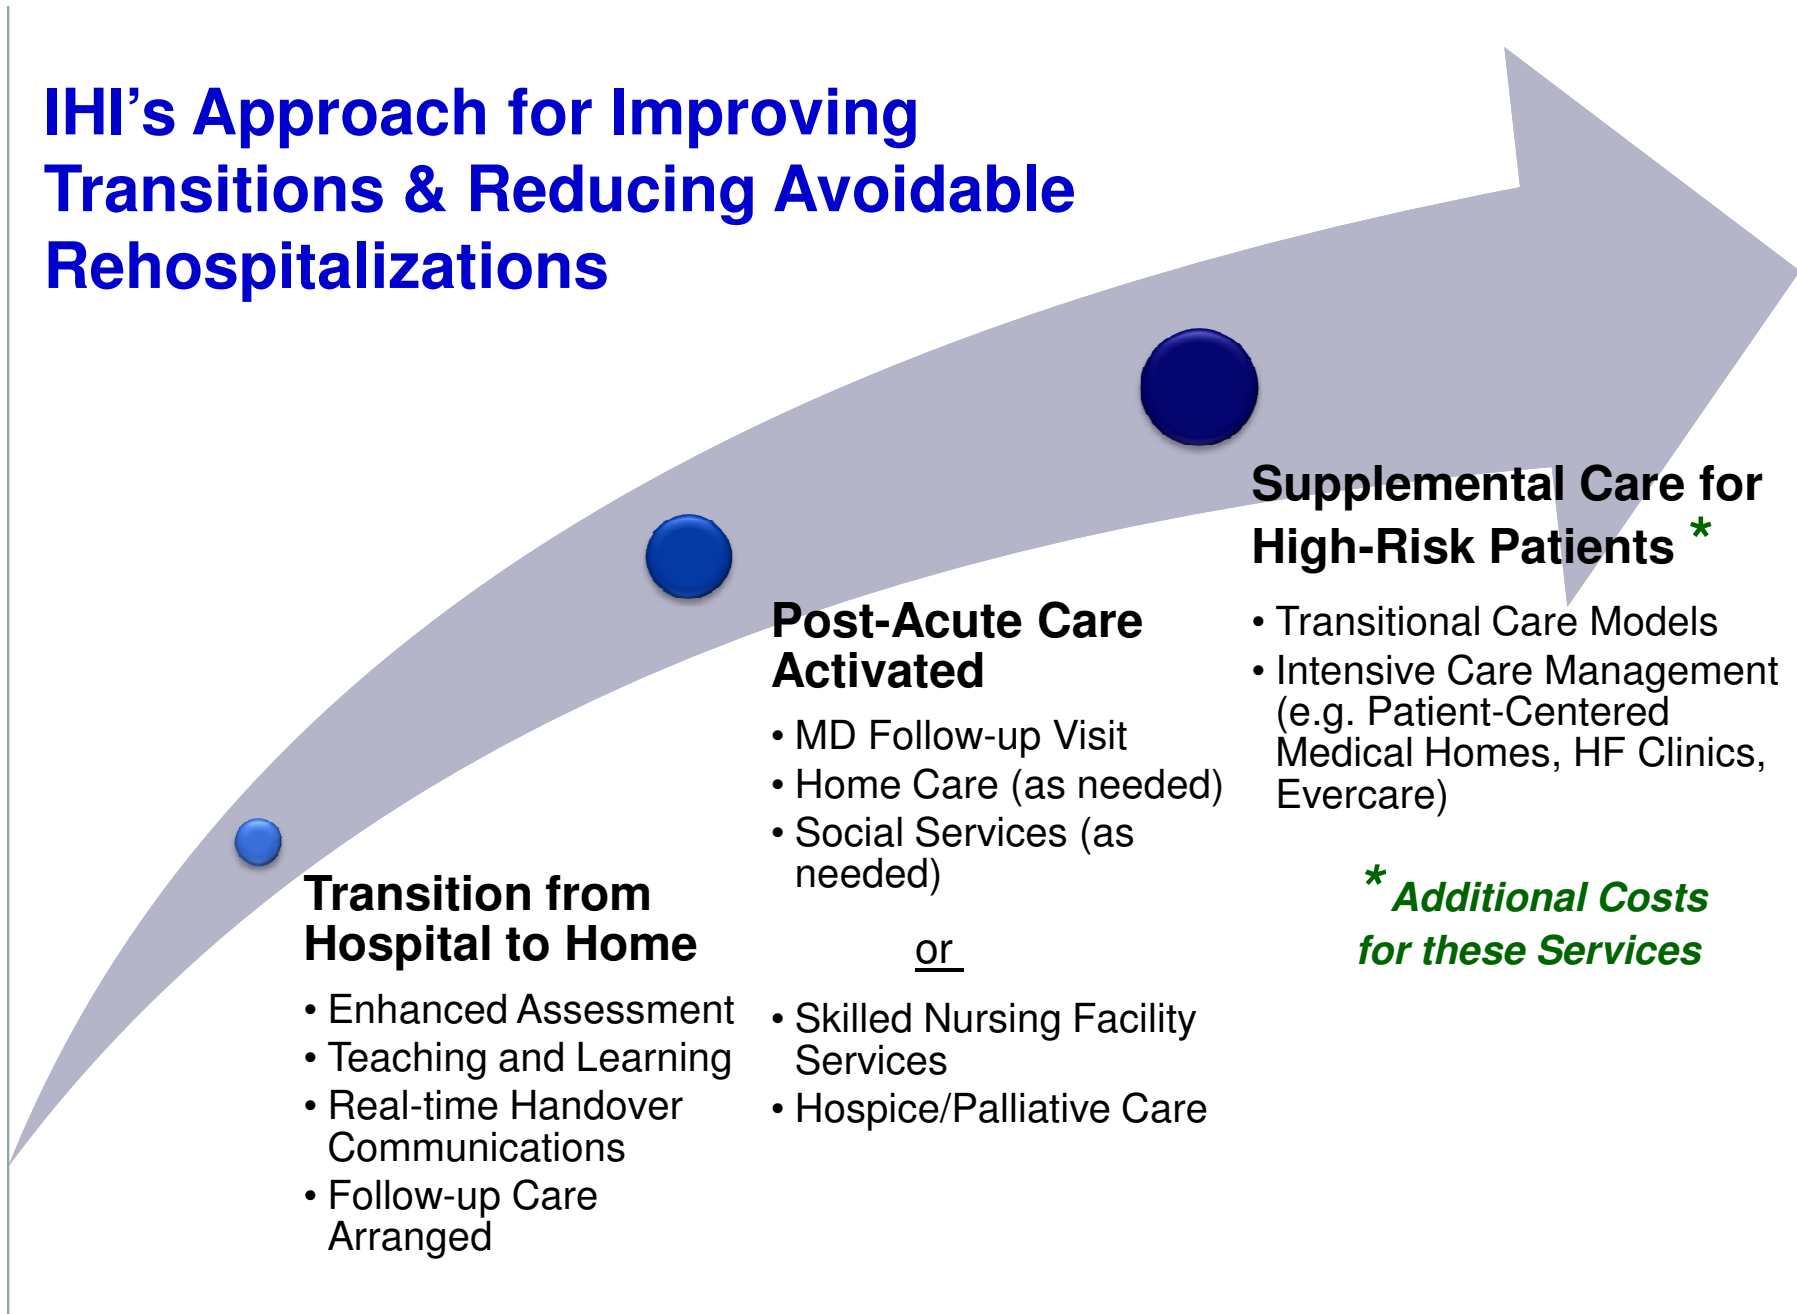 IHI's Approach for Improving
Transitions & Reducing Avoidable
Rehospitalizations
Transition from
Hospital to Home
• Enhanced Assessment
• Teaching and Learning
• Real-time Handover
Communications
• Follow-up Care
Arranged
Post-Acute Care
Activated
• MD Follow-up Visit
• Home Care (as needed)
• Social Services (as
needed)
or
• Skilled Nursing Facility
Services
• Hospice/Palliative Care
Supplemental Care for
High-Risk Patients *
• Transitional Care Models
• Intensive Care Management
(e.g. Patient-Centered
Medical Homes, HF Clinics,
Evercare)
* Additional Costs
for these Services